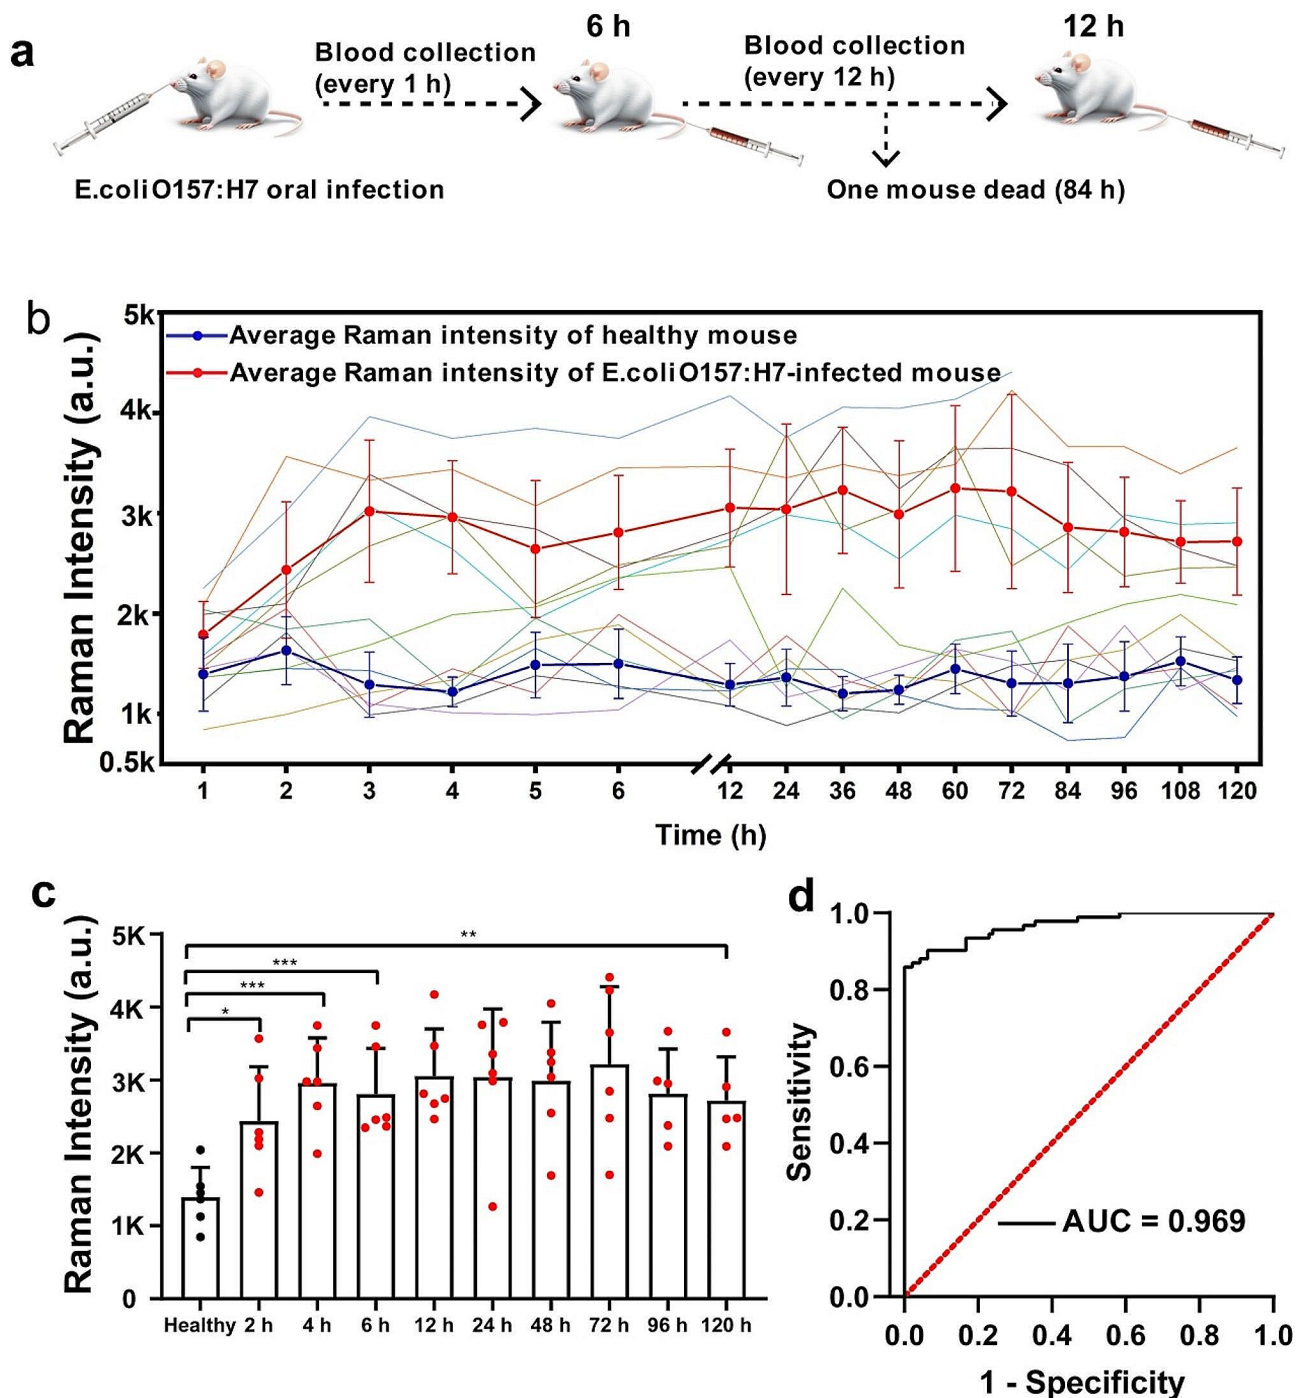 a
6 h
12 h
Blood collection
(every 1 h)
Blood collection
(every 12 h)
E.coliO157:H7 oral infection
One mouse dead (84 h)
b
Raman Intensity (a.u.)
5k
4k
3k
2k
1k
0.5k
Average Raman intensity of healthy mouse
Average Raman intensity of E.coliO157:H7-infected mouse
1 2 3 4 5 6 12 24 36 48 60 72 84 96 108 120
Time (h)
c
Raman Intensity (a.u.)
5K
4K
3K
2K
1K
0
**
***
***
*
Healthy 2 h 4 h 6 h 12 h 24 h 48 h 72 h 96 h 120 h
d
Sensitivity
1.0
0.8
0.6
0.4
0.2
0.0
AUC = 0.969
0.0 0.2 0.4 0.6 0.8 1.0
1 - Specificity